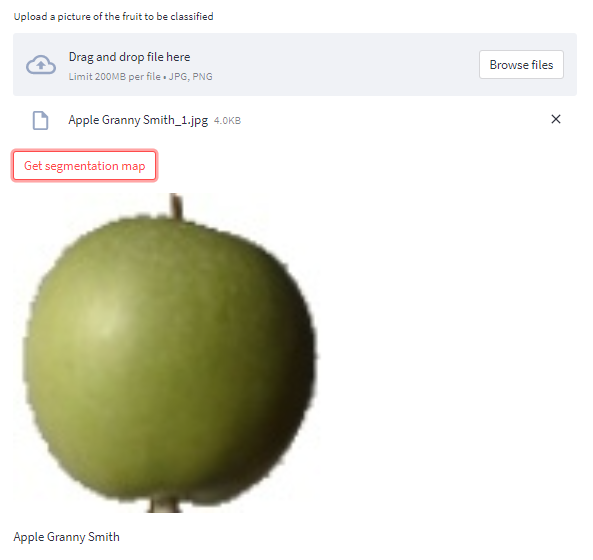 Upload a picture of the fruit to be classified
Drag and drop file here
Limit 200MB per file • JPG, PNG
Browse files
Apple Granny Smith_1.jpg 4.0KB
Get segmentation map
Apple Granny Smith